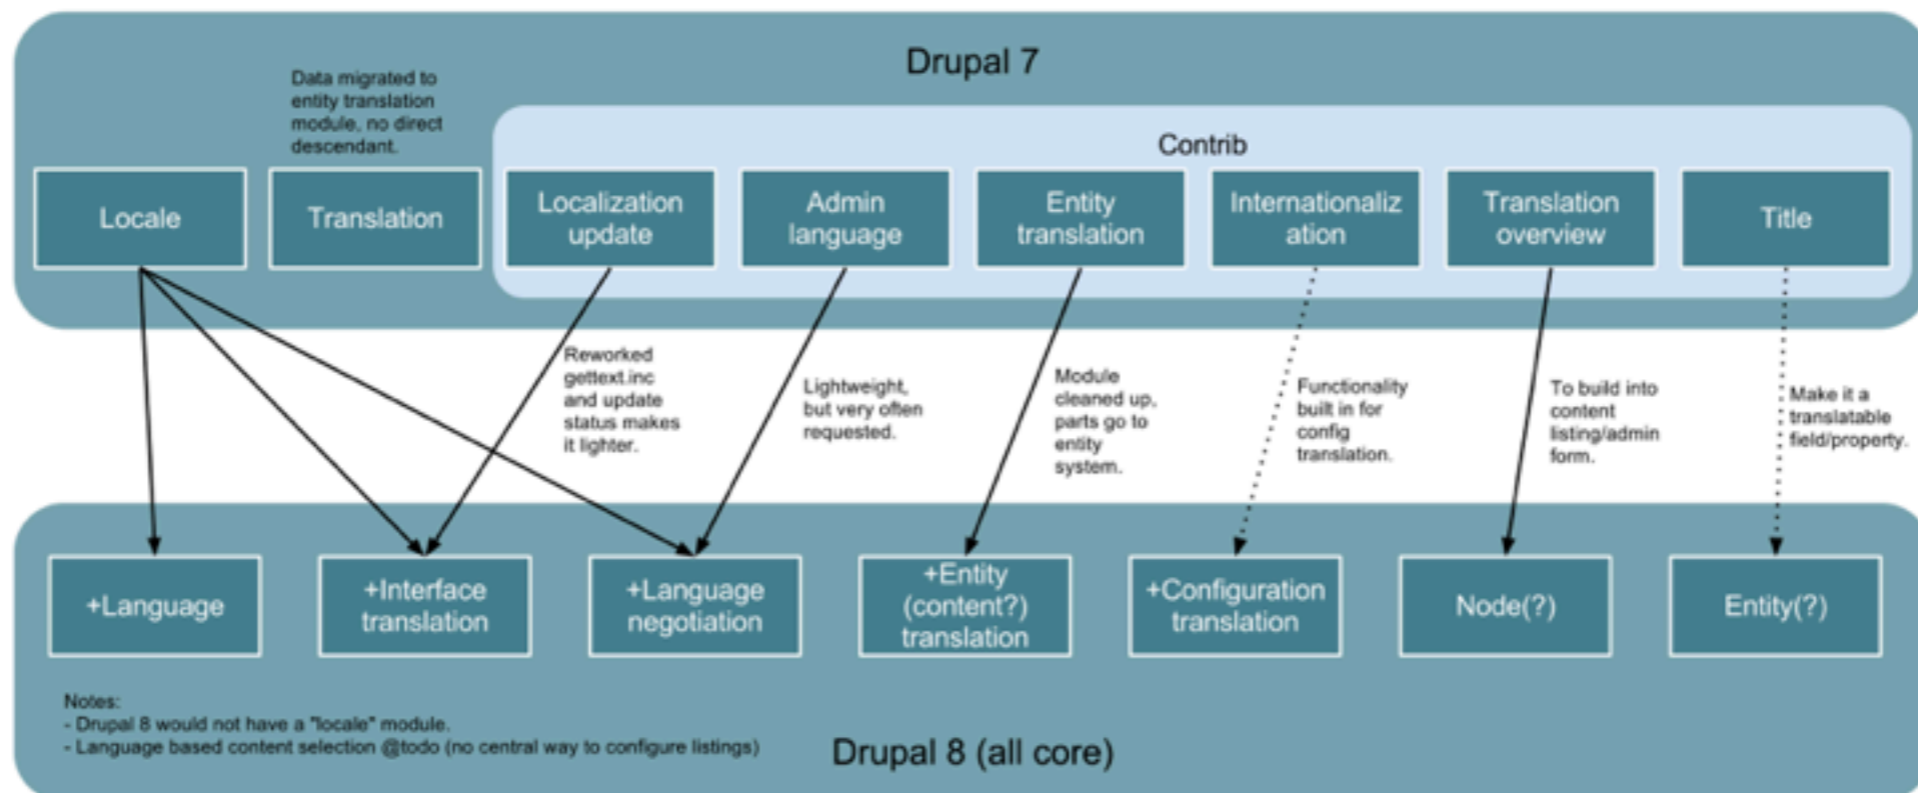 Drupal 7
Data migrated to
entity translation
module, no direct
descendant.
Contrib
Locale
Translation
Localization
update
Admin
language
Entity
translation
Internationaliz
ation
Translation
overview
Title
Reworked
gettext.inc
and update
status makes
it lighter.
Lightweight,
but very often
requested.
Module
cleaned up,
parts go to
entity
system.
Functionality
built in for
config
translation.
To build into
content
listing/admin
form.
Make it a
translatable
field/property.
+Language
+Interface
translation
+Language
negotiation
+Entity
(content?)
translation
+Configuration
translation
Node(?)
Entity(?)
Notes:
- Drupal 8 would not have a "locale" module.
- Language based content selection @todo (no central way to configure listings)
Drupal 8 (all core)